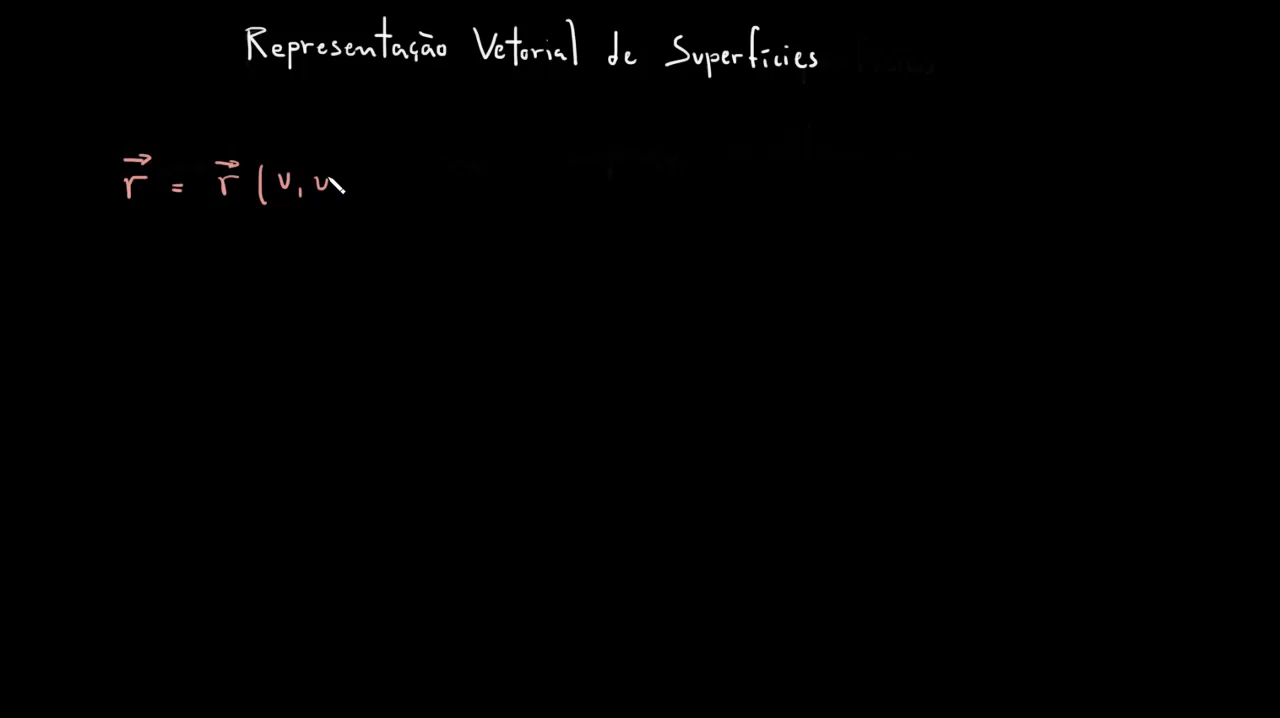 Representação Vetorial de Superfícies
r⃗ = r⃗ (u, v